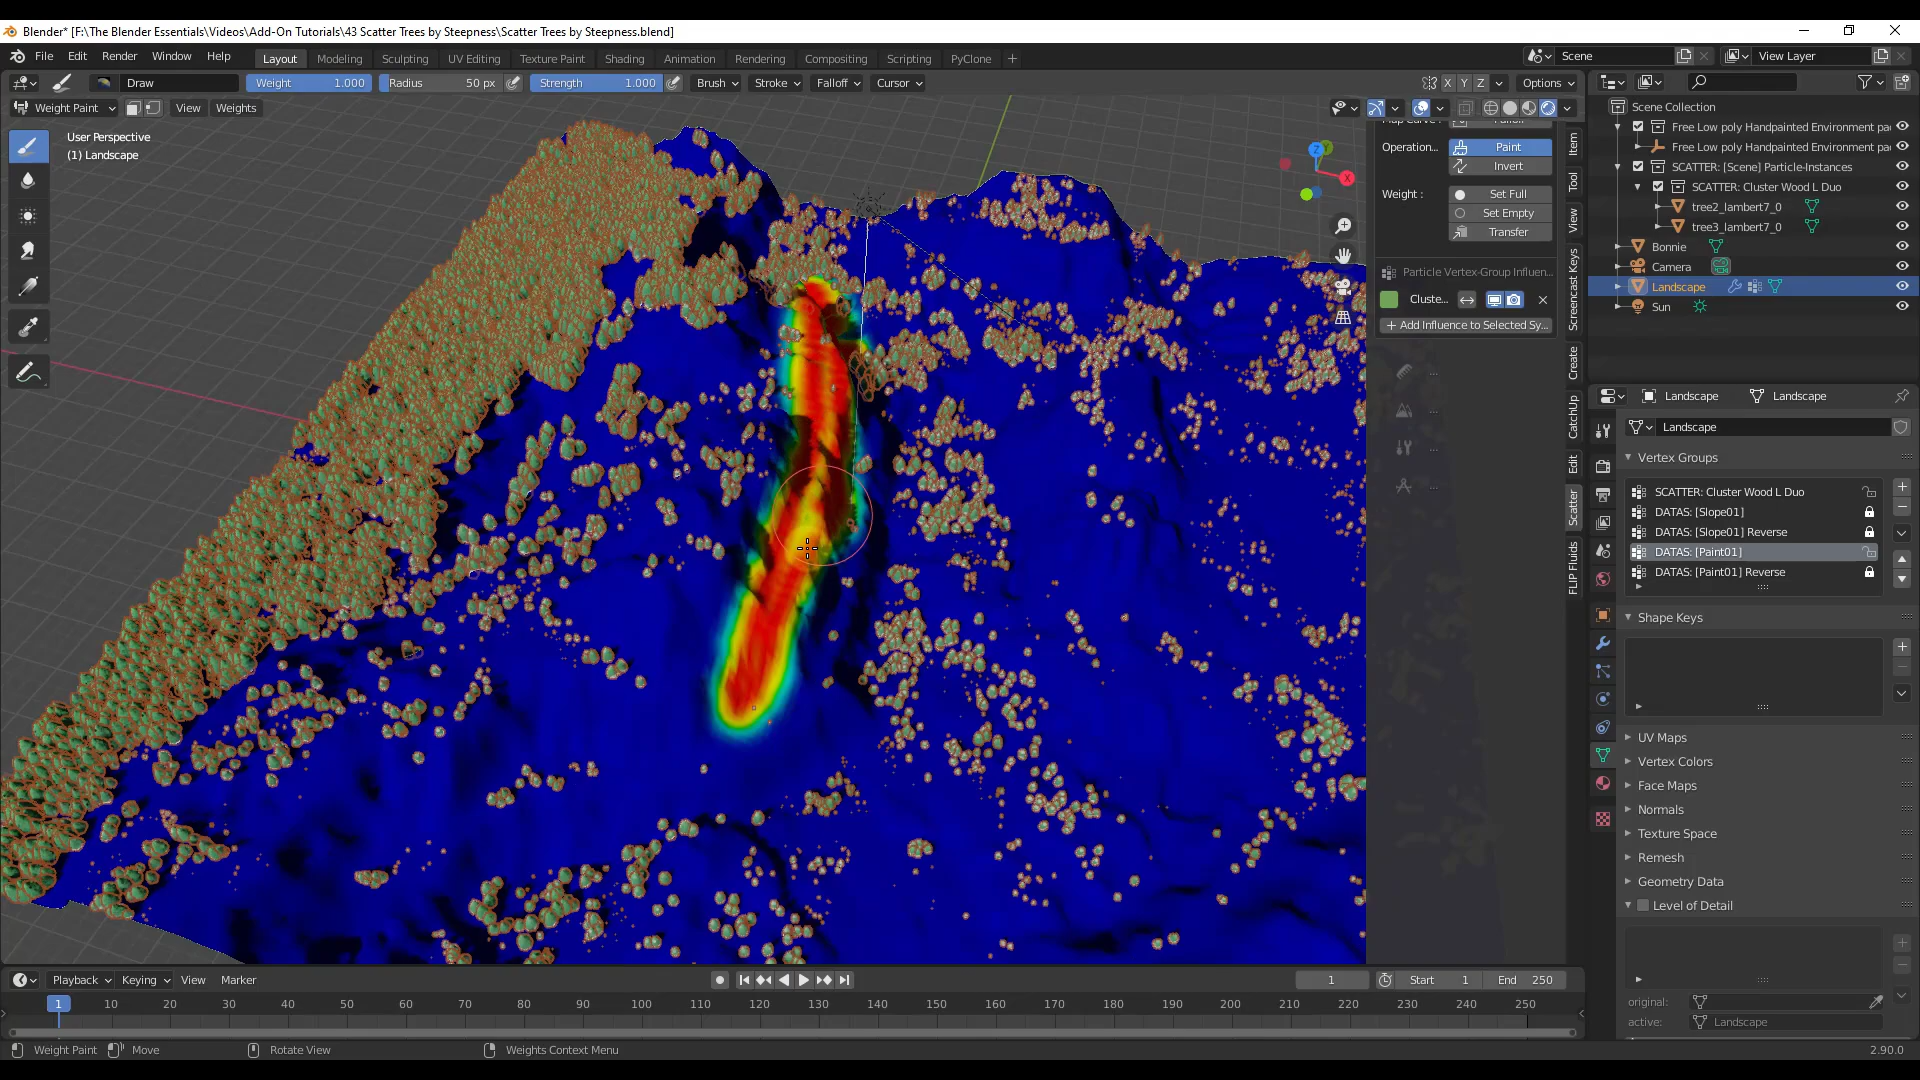 Blender* [F:\The Blender Essentials\Videos\Add-On Tutorials\43 Scatter Trees by Steepness\Scatter Trees by Steepness.blend]
File Edit Render Window Help Layout Modeling Sculpting UV Editing Texture Paint Shading Animation Rendering Compositing Scripting PyClone + Scene View Layer
Draw Weight 1.000 Radius 50 px Strength 1.000 Brush Stroke Falloff Cursor X Y Z Options
Weight Paint View Weights
User Perspective
(1) Landscape
Operation... Paint
Invert
Weight : Set Full
Set Empty
Transfer
Particle Vertex-Group Influen...
Cluste...
+ Add Influence to Selected Sy...
Item
Tool
View
Screencast Keys
Create
CatchUp
Edit
Scatter
FLIP Fluids
Z
Y
X
Scene Collection
Free Low poly Handpainted Environment pa
Free Low poly Handpainted Environment pa
SCATTER: [Scene] Particle-Instances
SCATTER: Cluster Wood L Duo
tree2_lambert7_0
tree3_lambert7_0
Bonnie
Camera
Landscape
Sun
Landscape Landscape
Landscape
Vertex Groups
SCATTER: Cluster Wood L Duo
DATAS: [Slope01]
DATAS: [Slope01] Reverse
DATAS: [Paint01]
DATAS: [Paint01] Reverse
Shape Keys
UV Maps
Vertex Colors
Face Maps
Normals
Texture Space
Remesh
Geometry Data
Level of Detail
original:
active: Landscape
Playback Keying View Marker 1 Start 1 End 250
1 10 20 30 40 50 60 70 80 90 100 110 120 130 140 150 160 170 180 190 200 210 220 230 240 250
Weight Paint Move Rotate View Weights Context Menu 2.90.0